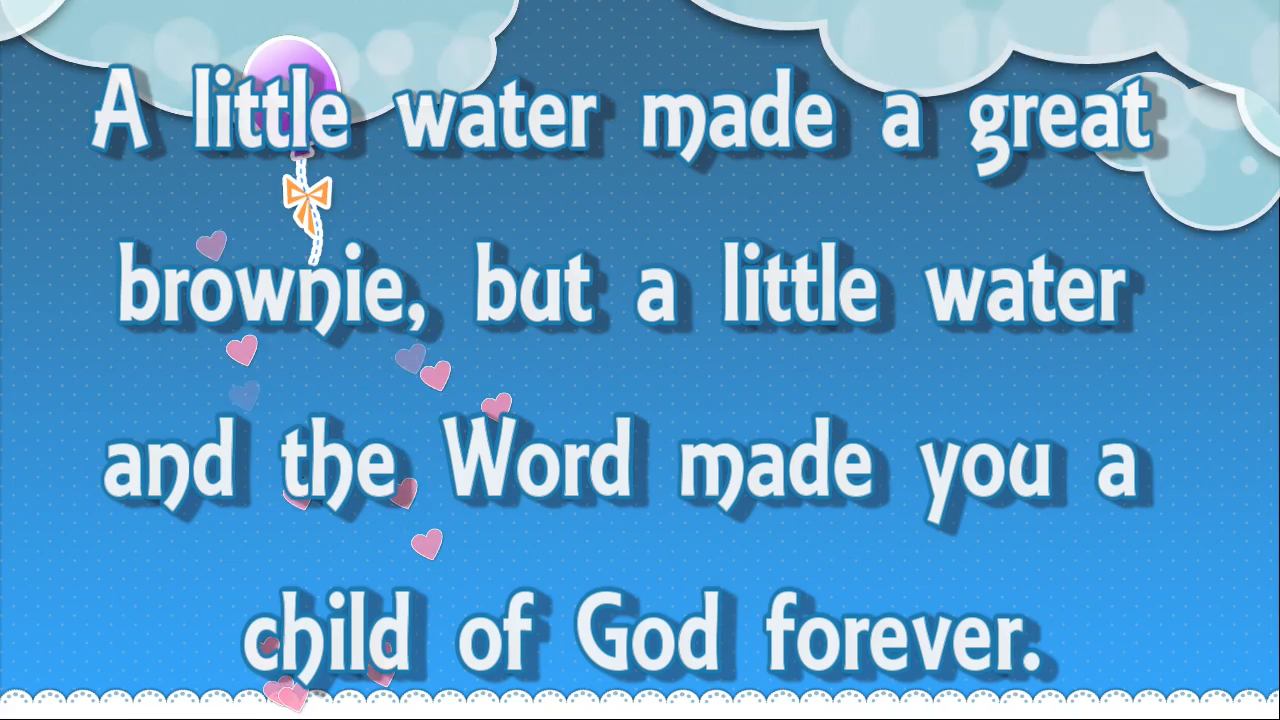 A little water made a great
brownie, but a little water
and the Word made you a
child of God forever.